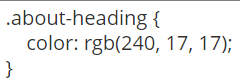 .about-heading {
    color: rgb(240, 17, 17);
}